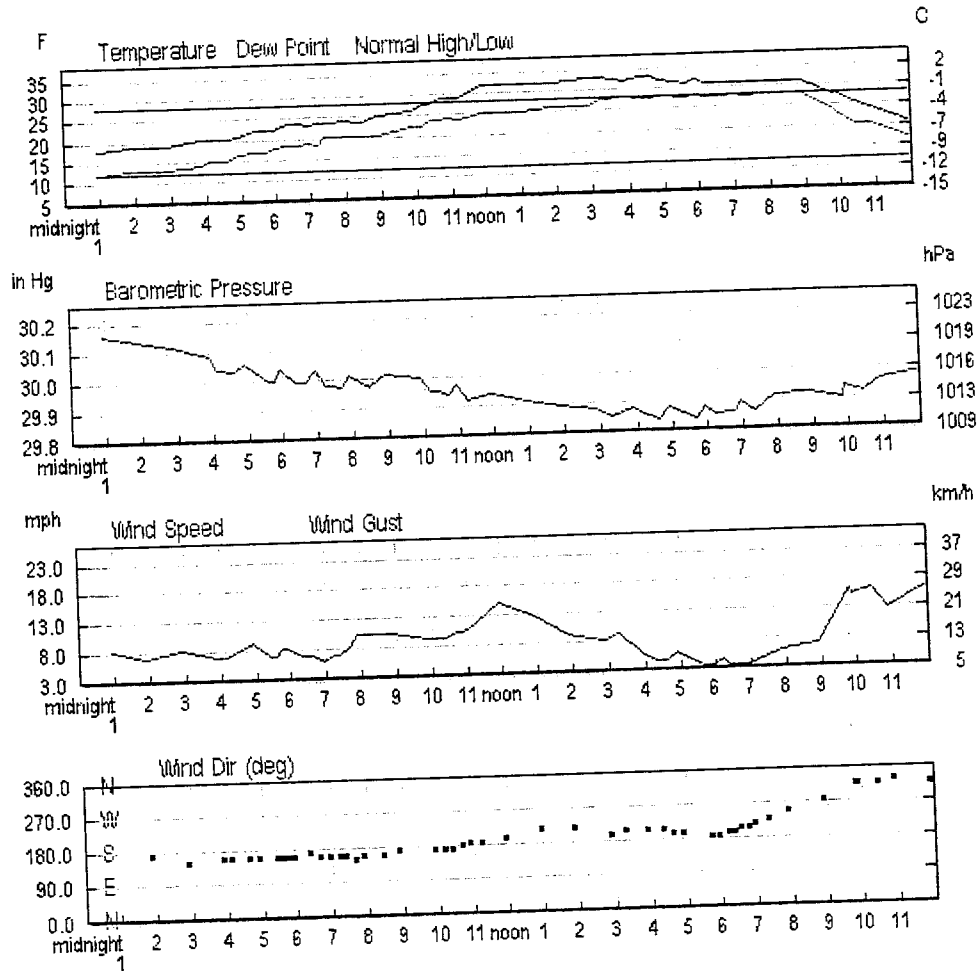 F C
Temperature Dew Point Normal High/Low
35 30 25 20 15 10 5
2 -1 -4 -7 -9 -12 -15
midnight 1 2 3 4 5 6 7 8 9 10 11 noon 1 2 3 4 5 6 7 8 9 10 11
in Hg hPa
Barometric Pressure
30.2 30.1 30.0 29.9 29.8
1023 1019 1016 1013 1009
midnight 1 2 3 4 5 6 7 8 9 10 11 noon 1 2 3 4 5 6 7 8 9 10 11
mph km/h
Wind Speed Wind Gust
23.0 18.0 13.0 8.0 3.0
37 29 21 13 5
midnight 1 2 3 4 5 6 7 8 9 10 11 noon 1 2 3 4 5 6 7 8 9 10 11
Wind Dir (deg)
360.0 N
270.0 W
180.0 S
90.0 E
0.0 N
midnight 1 2 3 4 5 6 7 8 9 10 11 noon 1 2 3 4 5 6 7 8 9 10 11